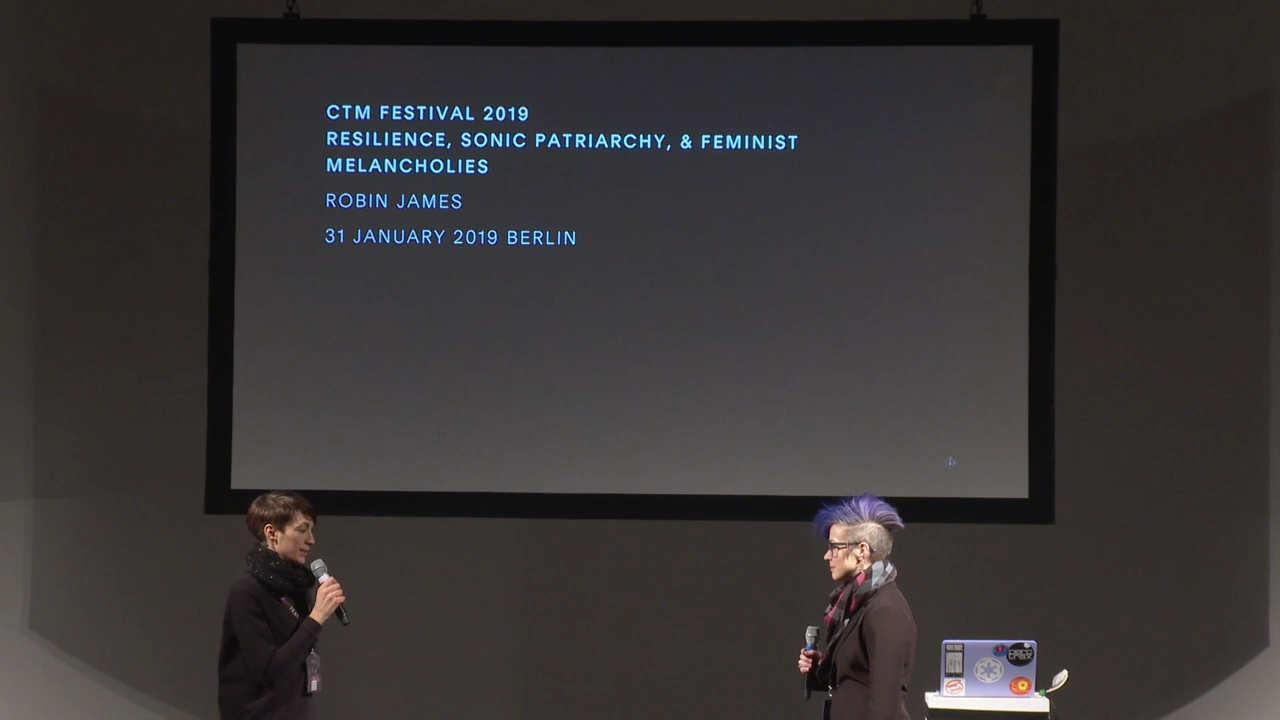 CTM FESTIVAL 2019
RESILIENCE, SONIC PATRIARCHY, & FEMINIST
MELANCHOLIES
ROBIN JAMES
31 JANUARY 2019 BERLIN